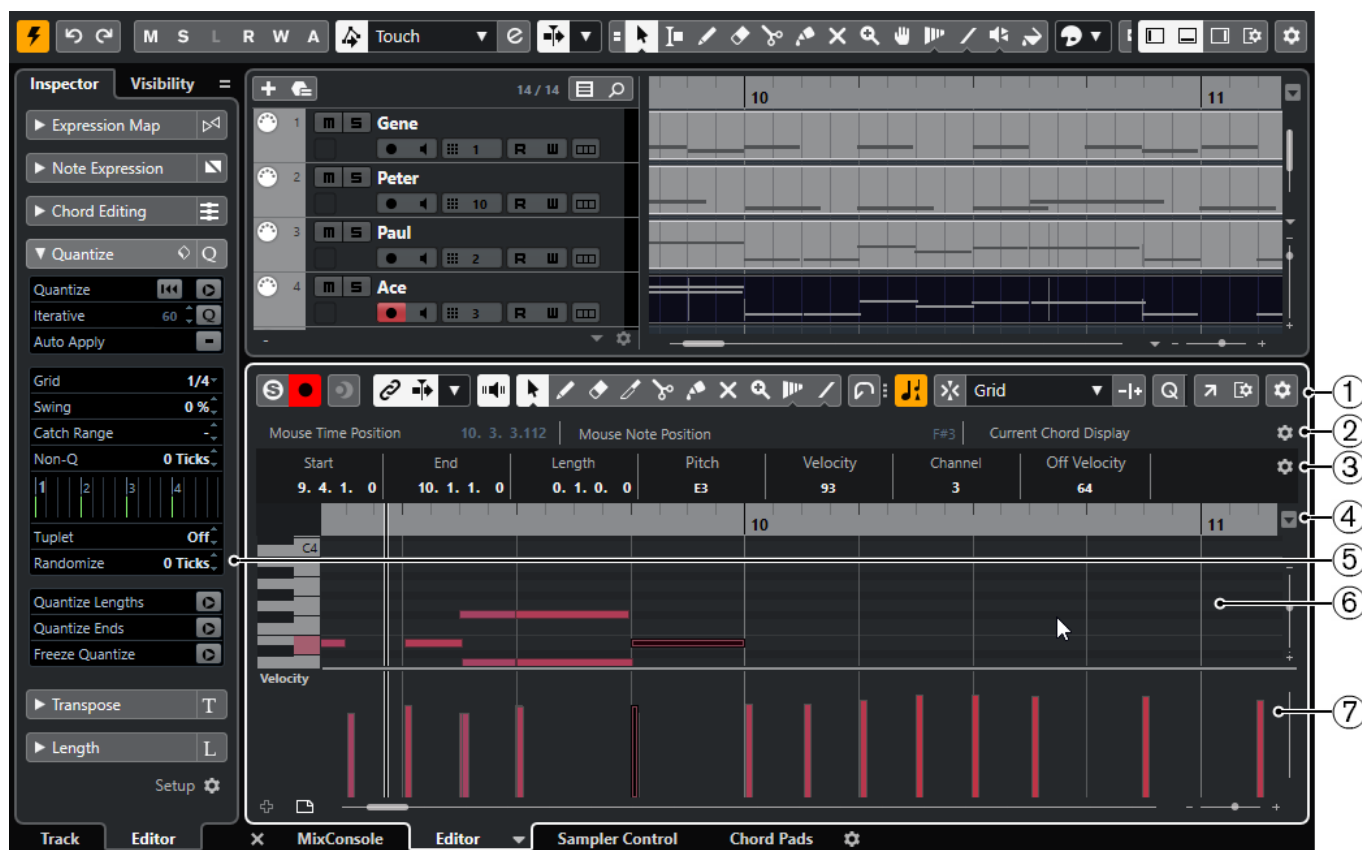 M S L R W A Touch
Inspector Visibility
14 / 14
10 11
Expression Map
Note Expression
Chord Editing
Quantize Q
Quantize
Iterative 60 Q
Auto Apply
Grid 1/4
Swing 0 %
Catch Range -
Non-Q 0 Ticks
1 2 3 4
Tuplet Off
Randomize 0 Ticks
Quantize Lengths
Quantize Ends
Freeze Quantize
Transpose T
Length L
Setup
1 m S Gene
1 R W
2 m S Peter
10 R W
3 m S Paul
2 R W
4 m S Ace
3 R W
S Grid Q
Mouse Time Position 10. 3. 3.112 Mouse Note Position F#3 Current Chord Display
Start End Length Pitch Velocity Channel Off Velocity
9. 4. 1. 0 10. 1. 1. 0 0. 1. 0. 0 E3 93 3 64
10 11
C4
Velocity
1
2
3
4
5
6
7
Track Editor MixConsole Editor Sampler Control Chord Pads